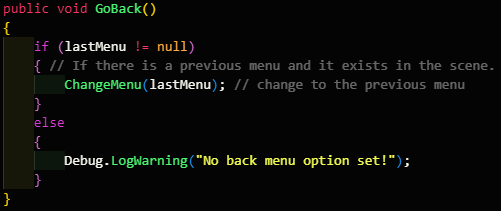 public void GoBack()
{
if (lastMenu != null)
{ // If there is a previous menu and it exists in the scene.
ChangeMenu(lastMenu); // change to the previous menu
}
else
{
Debug.LogWarning("No back menu option set!");
}
}